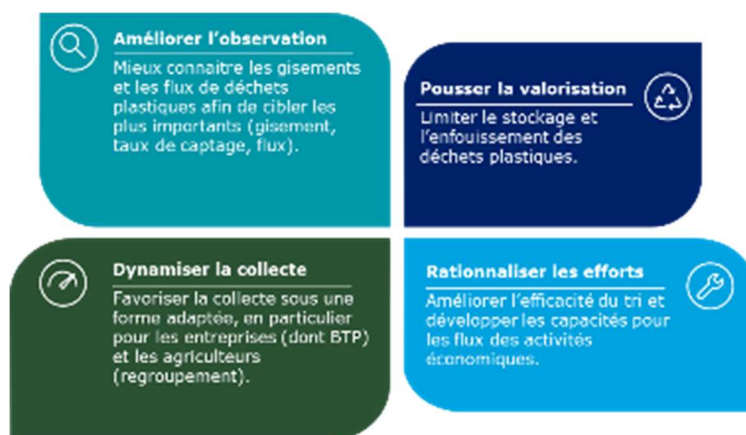 Améliorer l'observation
Mieux connaitre les gisements
et les flux de déchets
plastiques afin de cibler les
plus importants (gisement,
taux de captage, flux).
Pousser la valorisation
Limiter le stockage et
l'enfouissement des
déchets plastiques.
Dynamiser la collecte
Favoriser la collecte sous une
forme adaptée, en particulier
pour les entreprises (dont BTP)
et les agriculteurs
(regroupement).
Rationnaliser les efforts
Améliorer l'efficacité du tri et
développer les capacités pour
les flux des activités
économiques.